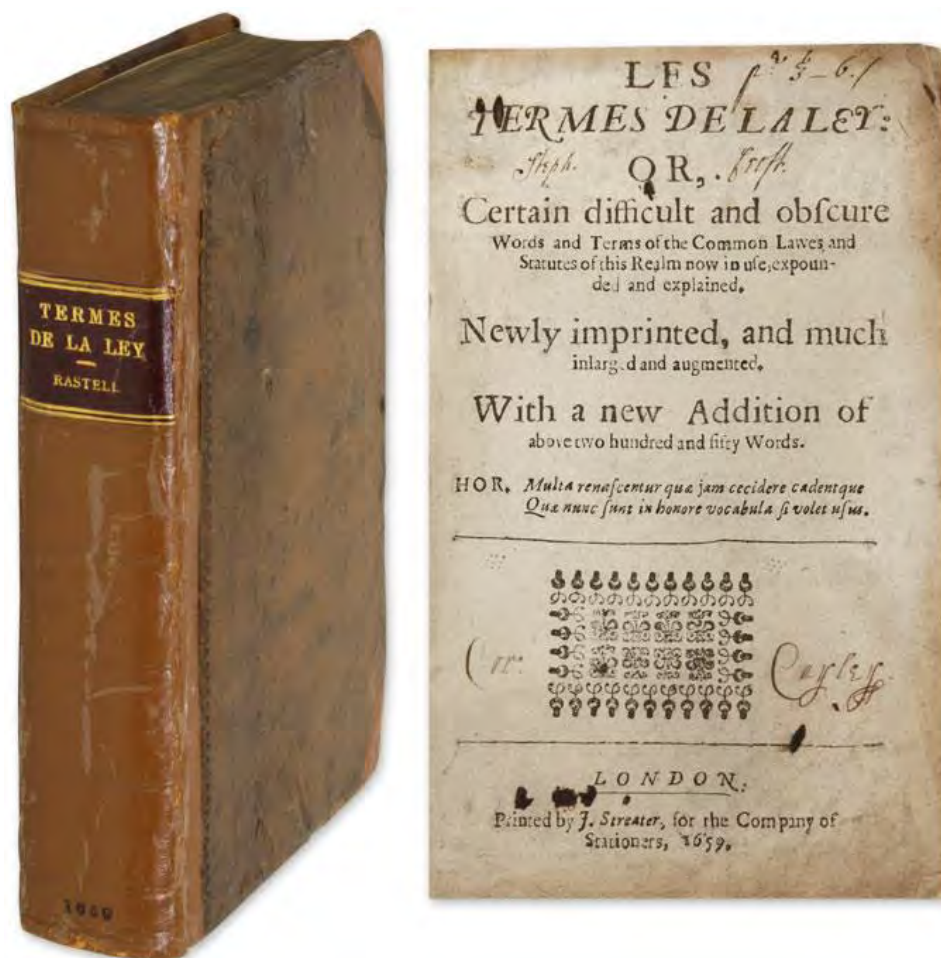 TERMES
DE LA LEY
RASTELL
LES
TERMES DE LA LEY:
Steph. Frost.
OR,
Certain difficult and obſcure
Words and Terms of the Common Lawes and
Statutes of this Realm now in uſe, expoun-
ded and explained.
Newly imprinted, and much
inlarged and augmented.
With a new Addition of
above two hundred and fifty Words.
HOR. Multa renaſcentur quæ jam cecidere cadentque
Quæ nunc ſunt in honore vocabula ſi volet uſus.
Cayley
LONDON:
Printed by J. Streater, for the Company of
Stationers, 1659.